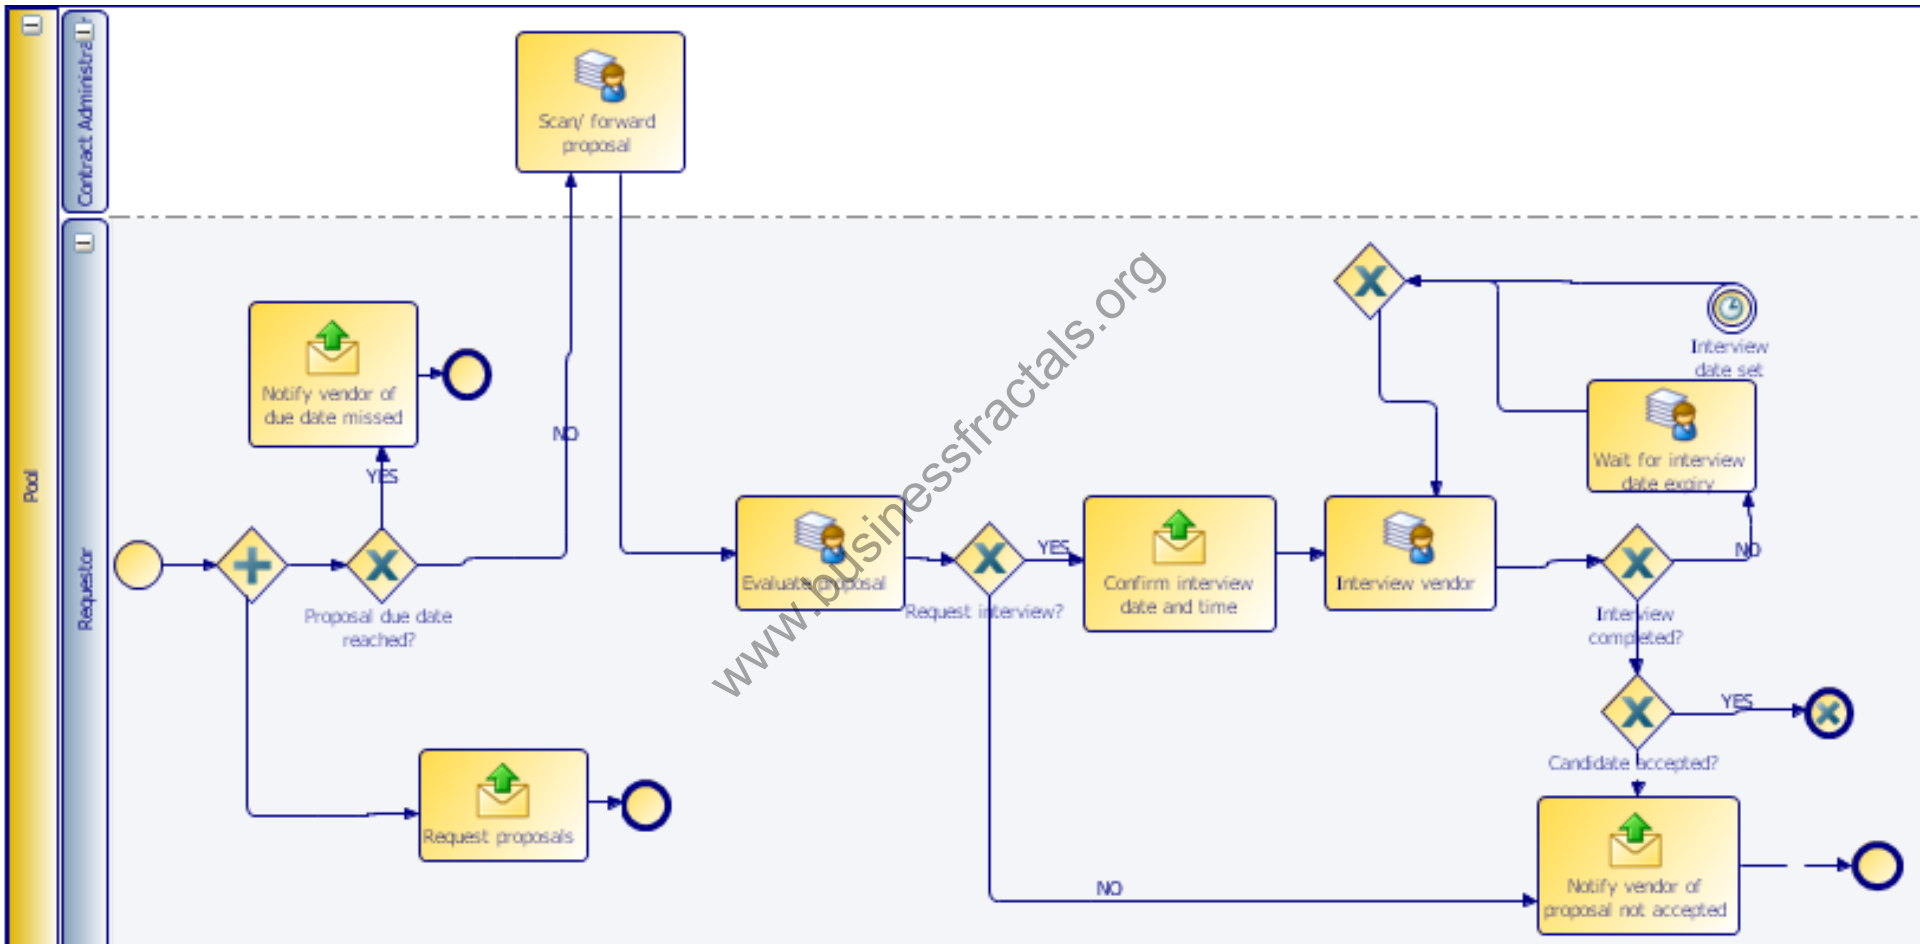 Contract Administra
Scan/ forward
proposal
Pool
Requestor
Notify vendor of
due date missed
YES
NO
Proposal due date
reached?
Request proposals
Evaluate proposal
Request interview?
YES
NO
Confirm interview
date and time
Interview vendor
Interview
date set
Wait for interview
date expiry
NO
Interview
completed?
YES
Candidate accepted?
Notify vendor of
proposal not accepted
www.businessfractals.org